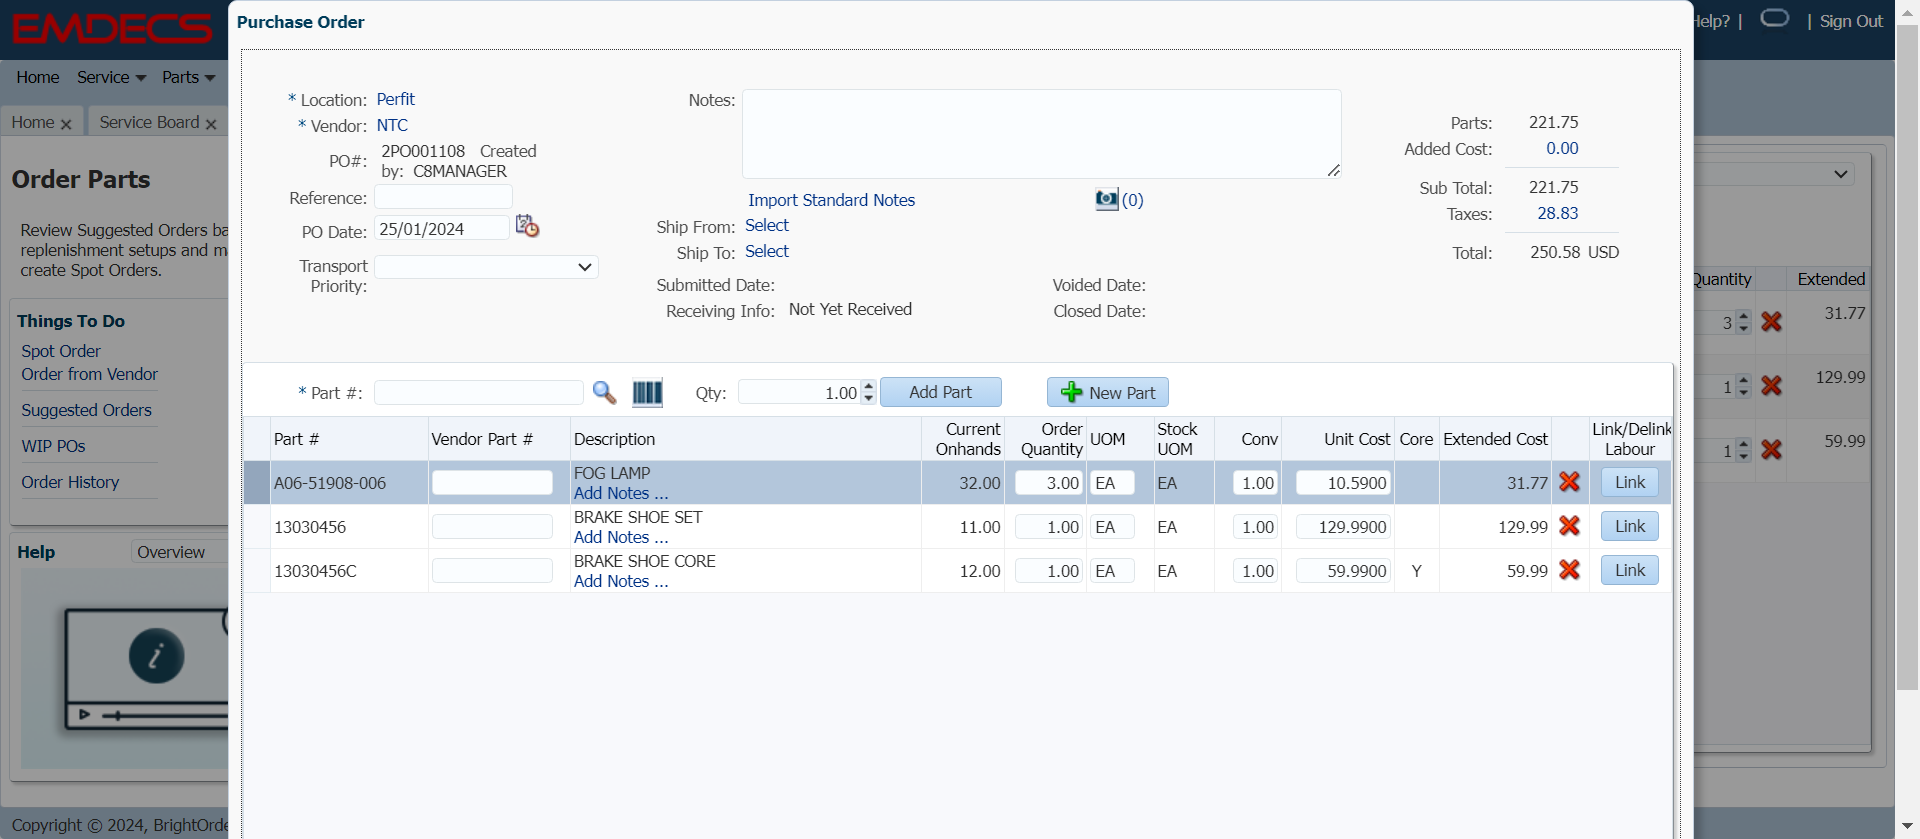 EMDECS
Purchase Order
Help? |
| Sign Out
Home Service Parts
Home Service Board
Order Parts
Review Suggested Orders
replenishment setups and
create Spot Orders.
Things To Do
Spot Order
Order from Vendor
Suggested Orders
WIP POs
Order History
Help Overview
* Location: Perfit
* Vendor: NTC
PO#: 2PO001108 Created
by: C8MANAGER
Reference:
PO Date: 25/01/2024
Transport
Priority:
Notes:
Import Standard Notes (0)
Ship From: Select
Ship To: Select
Submitted Date:
Receiving Info: Not Yet Received
Voided Date:
Closed Date:
Parts: 221.75
Added Cost: 0.00
Sub Total: 221.75
Taxes: 28.83
Total: 250.58 USD
* Part #: Qty: 1.00 Add Part New Part
Part # Vendor Part # Description Current Onhands Order Quantity UOM Stock UOM Conv Unit Cost Core Extended Cost Link/Delink Labour
A06-51908-006 FOG LAMP 32.00 3.00 EA EA 1.00 10.5900 31.77 Link
Add Notes ...
13030456 BRAKE SHOE SET 11.00 1.00 EA EA 1.00 129.9900 129.99 Link
Add Notes ...
13030456C BRAKE SHOE CORE 12.00 1.00 EA EA 1.00 59.9900 Y 59.99 Link
Add Notes ...
Quantity Extended
3 31.77
1 129.99
1 59.99
Copyright © 2024,